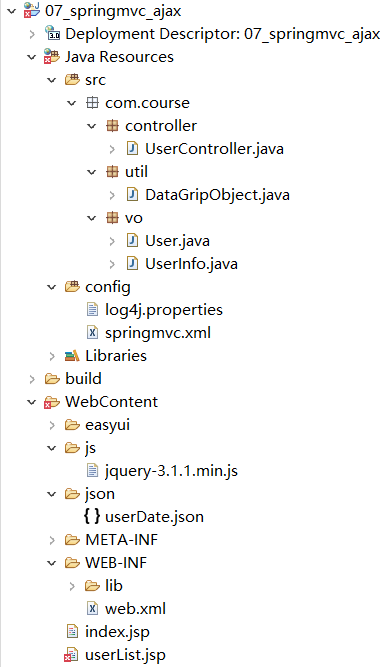 07_springmvc_ajax
Deployment Descriptor: 07_springmvc_ajax
Java Resources
src
com.course
controller
UserController.java
util
DataGripObject.java
vo
User.java
UserInfo.java
config
log4j.properties
springmvc.xml
Libraries
build
WebContent
easyui
js
jquery-3.1.1.min.js
json
userDate.json
META-INF
WEB-INF
lib
web.xml
index.jsp
userList.jsp